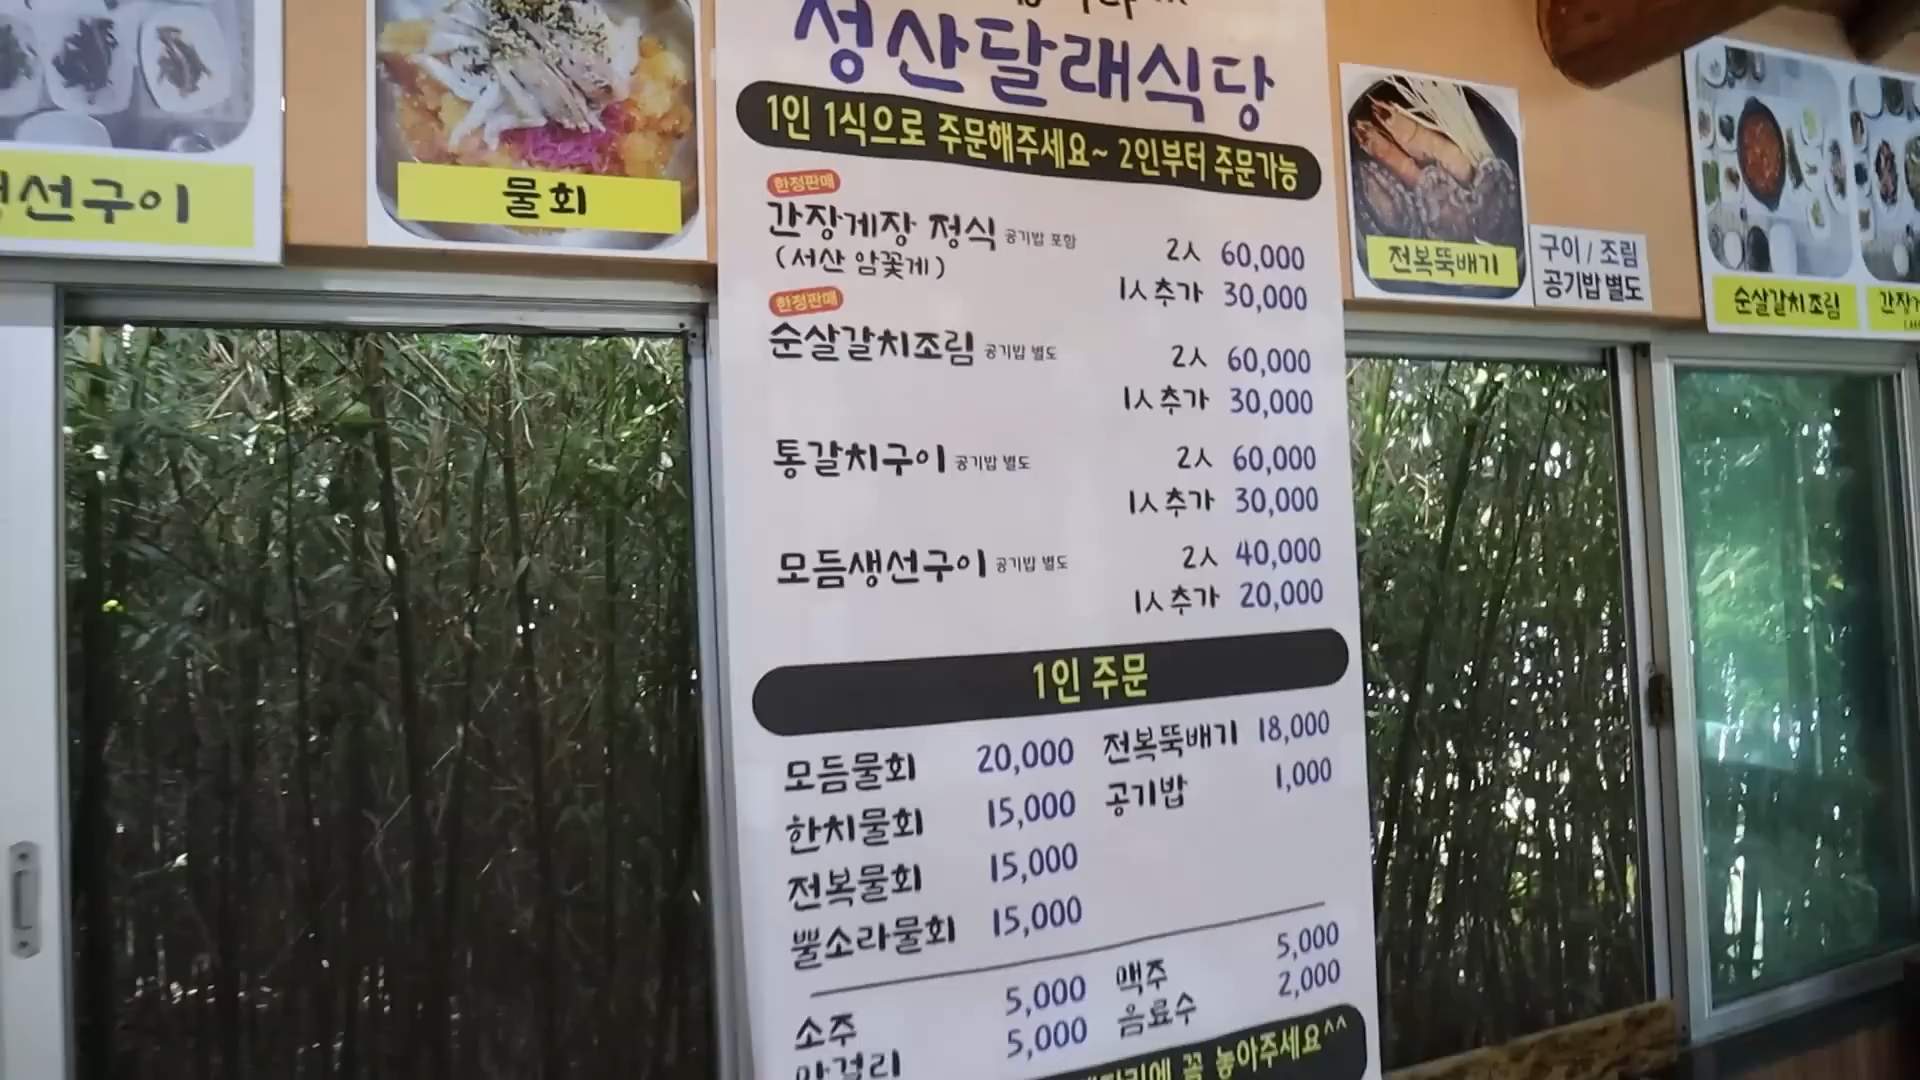 생선구이
물회
성산달래식당
1인 1식으로 주문해주세요~ 2인부터 주문가능
한정판매
간장게장 정식 공기밥 포함
(서산 암꽃게)
2人 60,000
1人 추가 30,000
한정판매
순살갈치조림 공기밥 별도
2人 60,000
1人 추가 30,000
통갈치구이 공기밥 별도
2人 60,000
1人 추가 30,000
모듬생선구이 공기밥 별도
2人 40,000
1人 추가 20,000
1인 주문
모듬물회 20,000
한치물회 15,000
전복물회 15,000
뿔소라물회 15,000
전복뚝배기 18,000
공기밥 1,000
소주 5,000
막걸리 5,000
맥주 5,000
음료수 2,000
꼭 놓아주세요^^
전복뚝배기
구이 / 조림
공기밥 별도
순살갈치조림